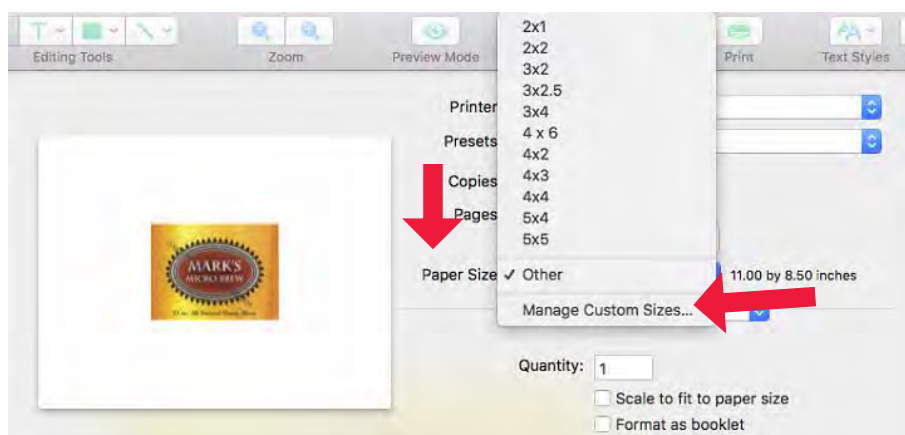 Editing Tools Zoom Preview Mode Print Text Styles
2x1
2x2
3x2
3x2.5
3x4
4 x 6
4x2
4x3
4x4
5x4
5x5
Printer
Presets
Copies
Pages
Paper Size ✓ Other 11.00 by 8.50 inches
Manage Custom Sizes...
MARK'S
MICRO BREW
Quantity: 1
Scale to fit to paper size
Format as booklet